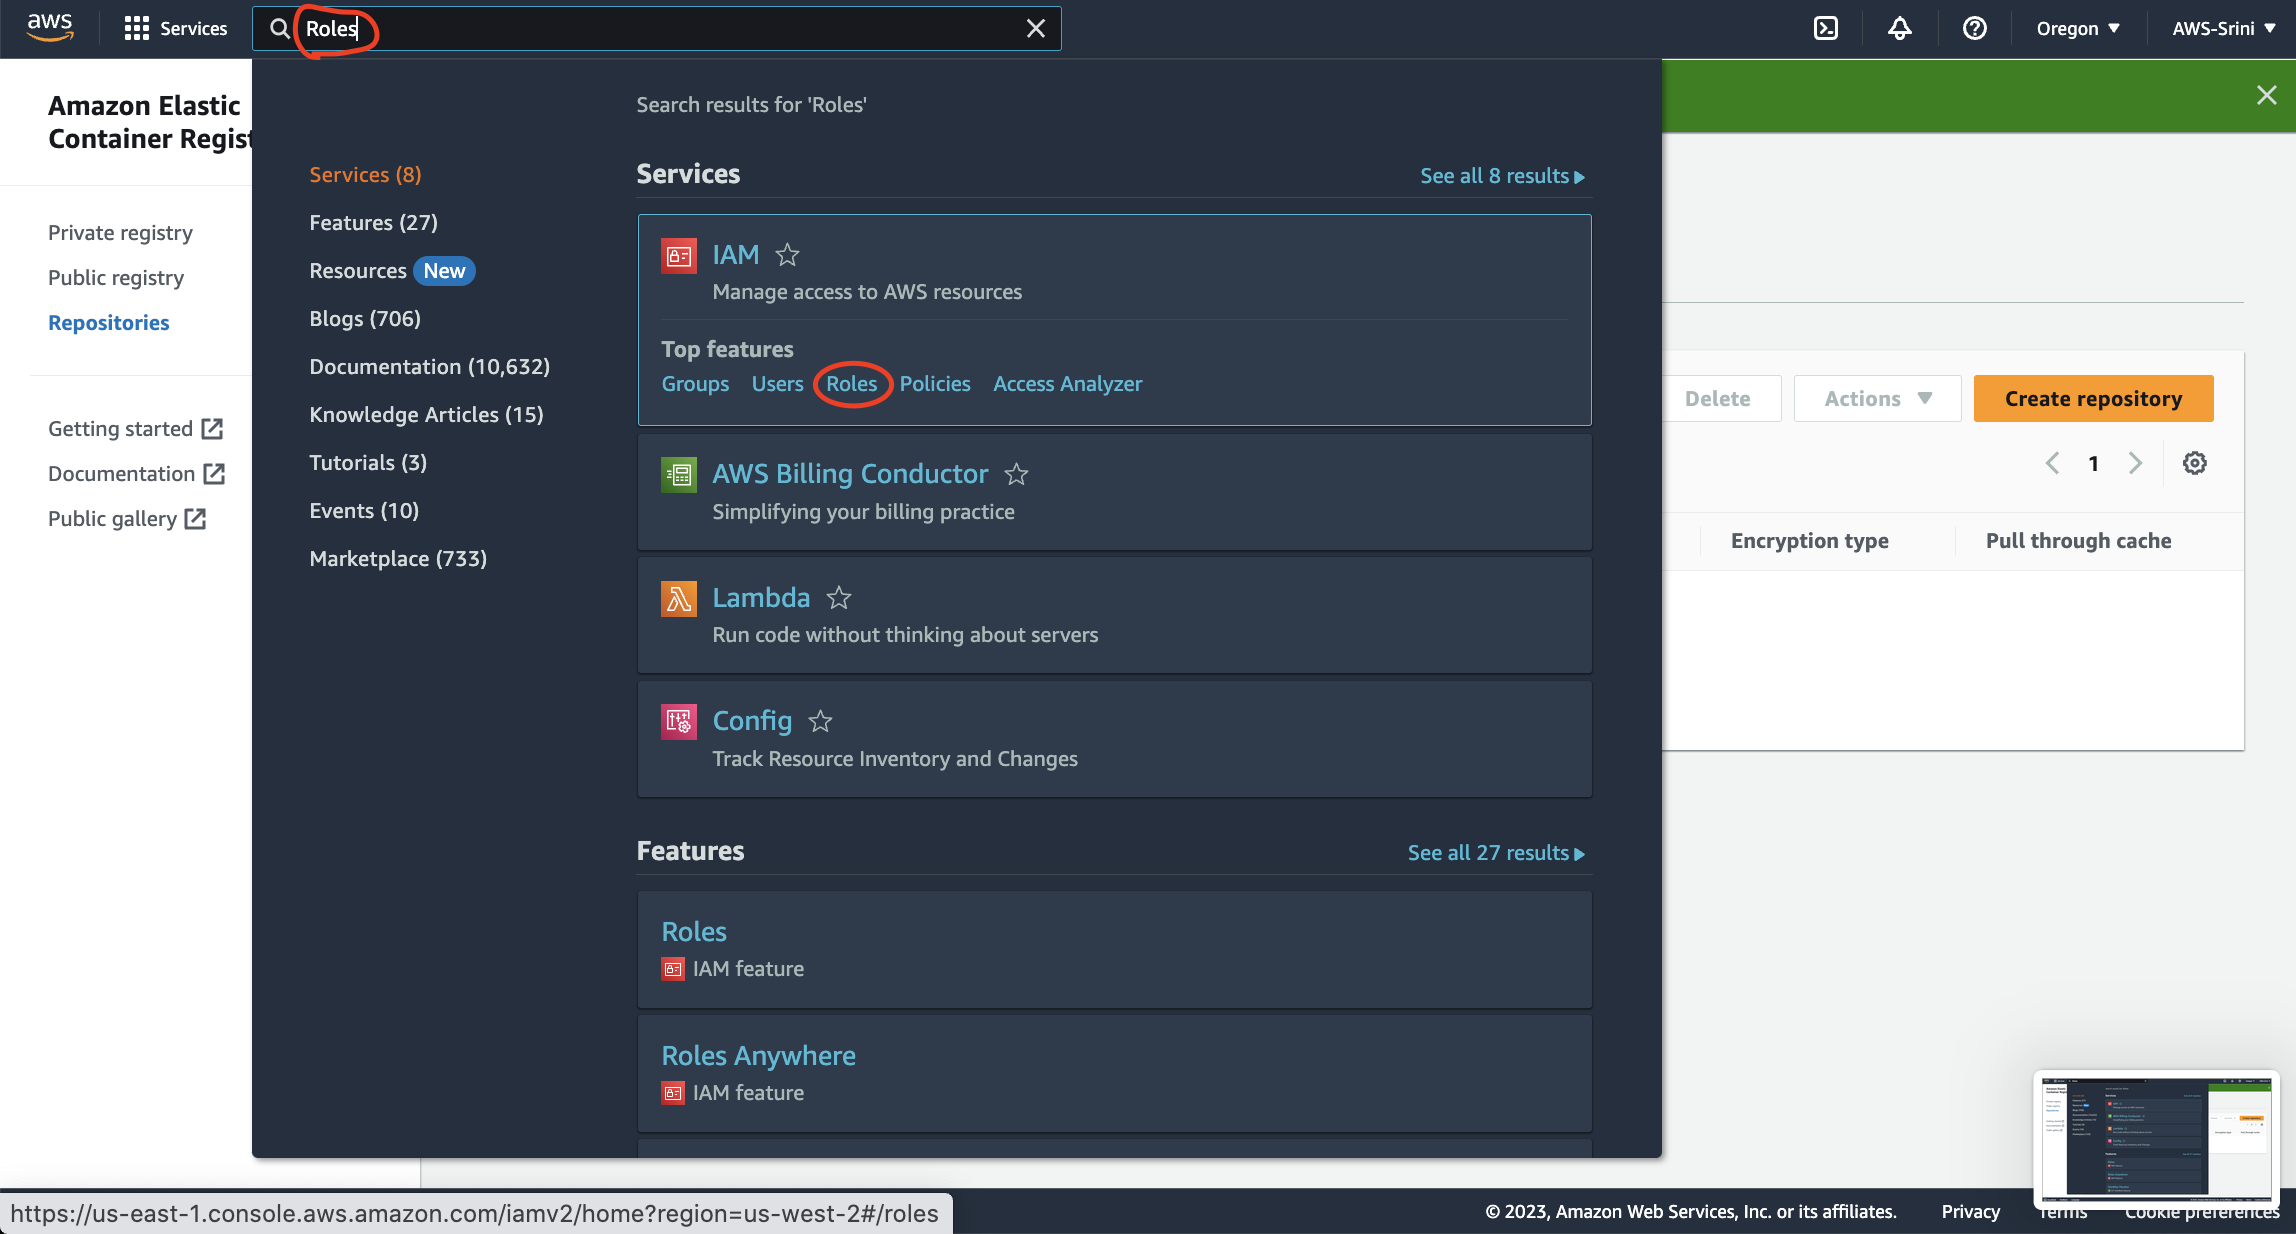 aws
Services
Roles
Oregon ▼
AWS-Srini ▼
Amazon Elastic
Container Regist
Private registry
Public registry
Repositories
Getting started
Documentation
Public gallery
Search results for 'Roles'
Services (8)
Features (27)
Resources New
Blogs (706)
Documentation (10,632)
Knowledge Articles (15)
Tutorials (3)
Events (10)
Marketplace (733)
Services
See all 8 results ▶
IAM
Manage access to AWS resources
Top features
Groups Users Roles Policies Access Analyzer
AWS Billing Conductor
Simplifying your billing practice
Lambda
Run code without thinking about servers
Config
Track Resource Inventory and Changes
Features
See all 27 results ▶
Roles
IAM feature
Roles Anywhere
IAM feature
Delete
Actions ▼
Create repository
1
Encryption type
Pull through cache
https://us-east-1.console.aws.amazon.com/iamv2/home?region=us-west-2#/roles
© 2023, Amazon Web Services, Inc. or its affiliates.
Privacy
Terms
Cookie preferences